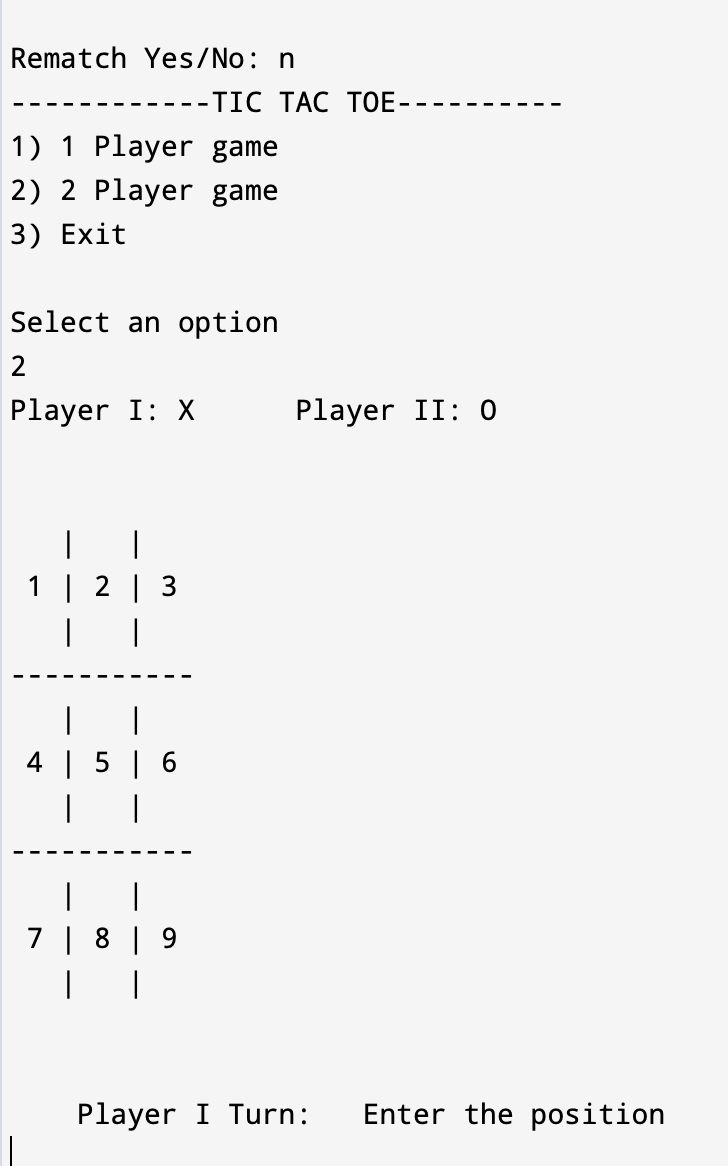 Rematch Yes/No: n
------------TIC TAC TOE----------
1) 1 Player game
2) 2 Player game
3) Exit
Select an option
2
Player I: X      Player II: O
   |   |
 1 | 2 | 3
   |   |
-----------
   |   |
 4 | 5 | 6
   |   |
-----------
   |   |
 7 | 8 | 9
   |   |
    Player I Turn:   Enter the position